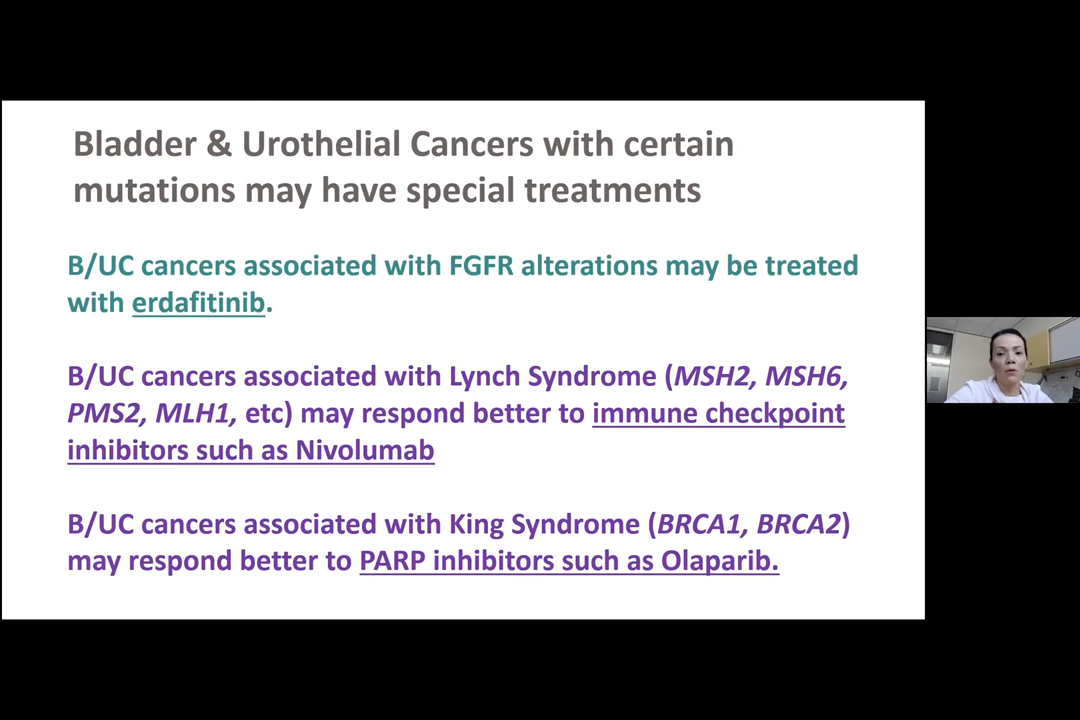 Bladder & Urothelial Cancers with certain
mutations may have special treatments
B/UC cancers associated with FGFR alterations may be treated
with erdafitinib.
B/UC cancers associated with Lynch Syndrome (MSH2, MSH6,
PMS2, MLH1, etc) may respond better to immune checkpoint
inhibitors such as Nivolumab
B/UC cancers associated with King Syndrome (BRCA1, BRCA2)
may respond better to PARP inhibitors such as Olaparib.